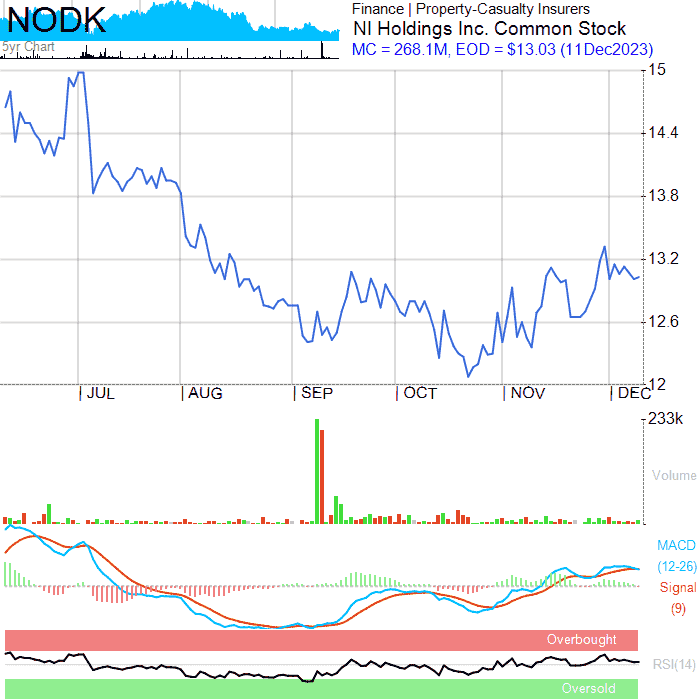 NODK
5yr Chart
Finance | Property-Casualty Insurers
NI Holdings Inc. Common Stock
MC = 268.1M, EOD = $13.03 (11Dec2023)
15
14.4
13.8
13.2
12.6
12
JUL AUG SEP OCT NOV DEC
233k
Volume
MACD
(12-26)
Signal
(9)
Overbought
RSI(14)
Oversold